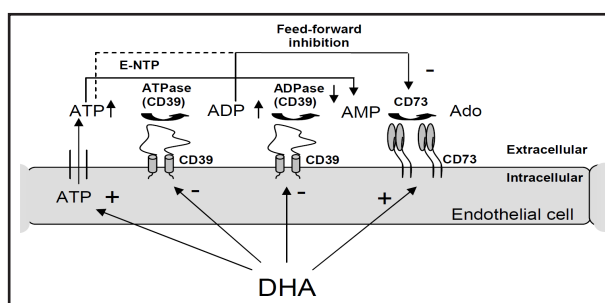 Feed-forward
inhibition
E-NTP
-
ATPase
(CD39)
ADPase
(CD39)
CD73
ATP
ADP
AMP
Ado
CD39
CD39
CD73
Extracellular
Intracellular
ATP
+
-
-
+
Endothelial cell
DHA